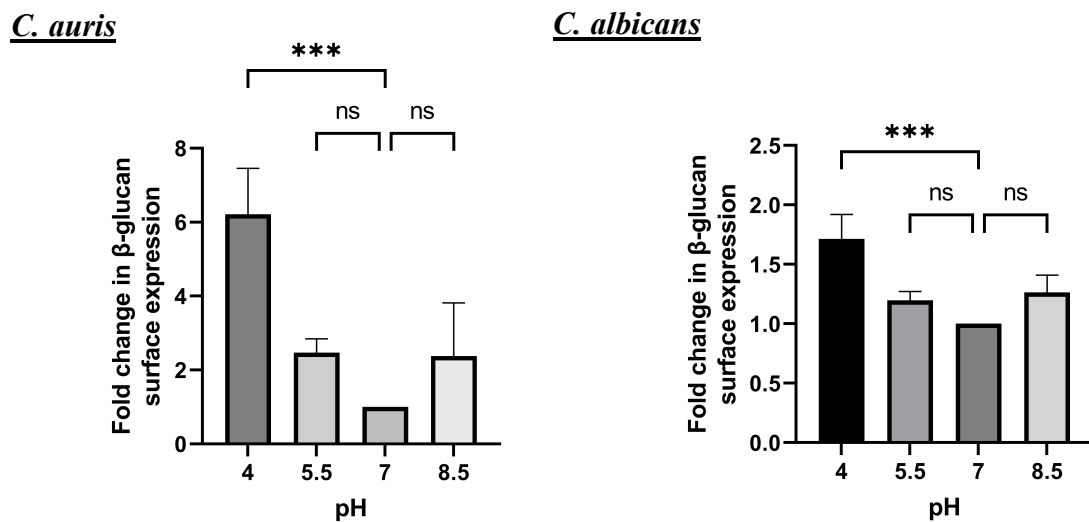 C. auris
***
ns
ns
8
6
4
2
0
Fold change in β-glucan
surface expression
4 5.5 7 8.5
pH
C. albicans
***
ns
ns
2.5
2.0
1.5
1.0
0.5
0.0
Fold change in β-glucan
surface expression
4 5.5 7 8.5
pH